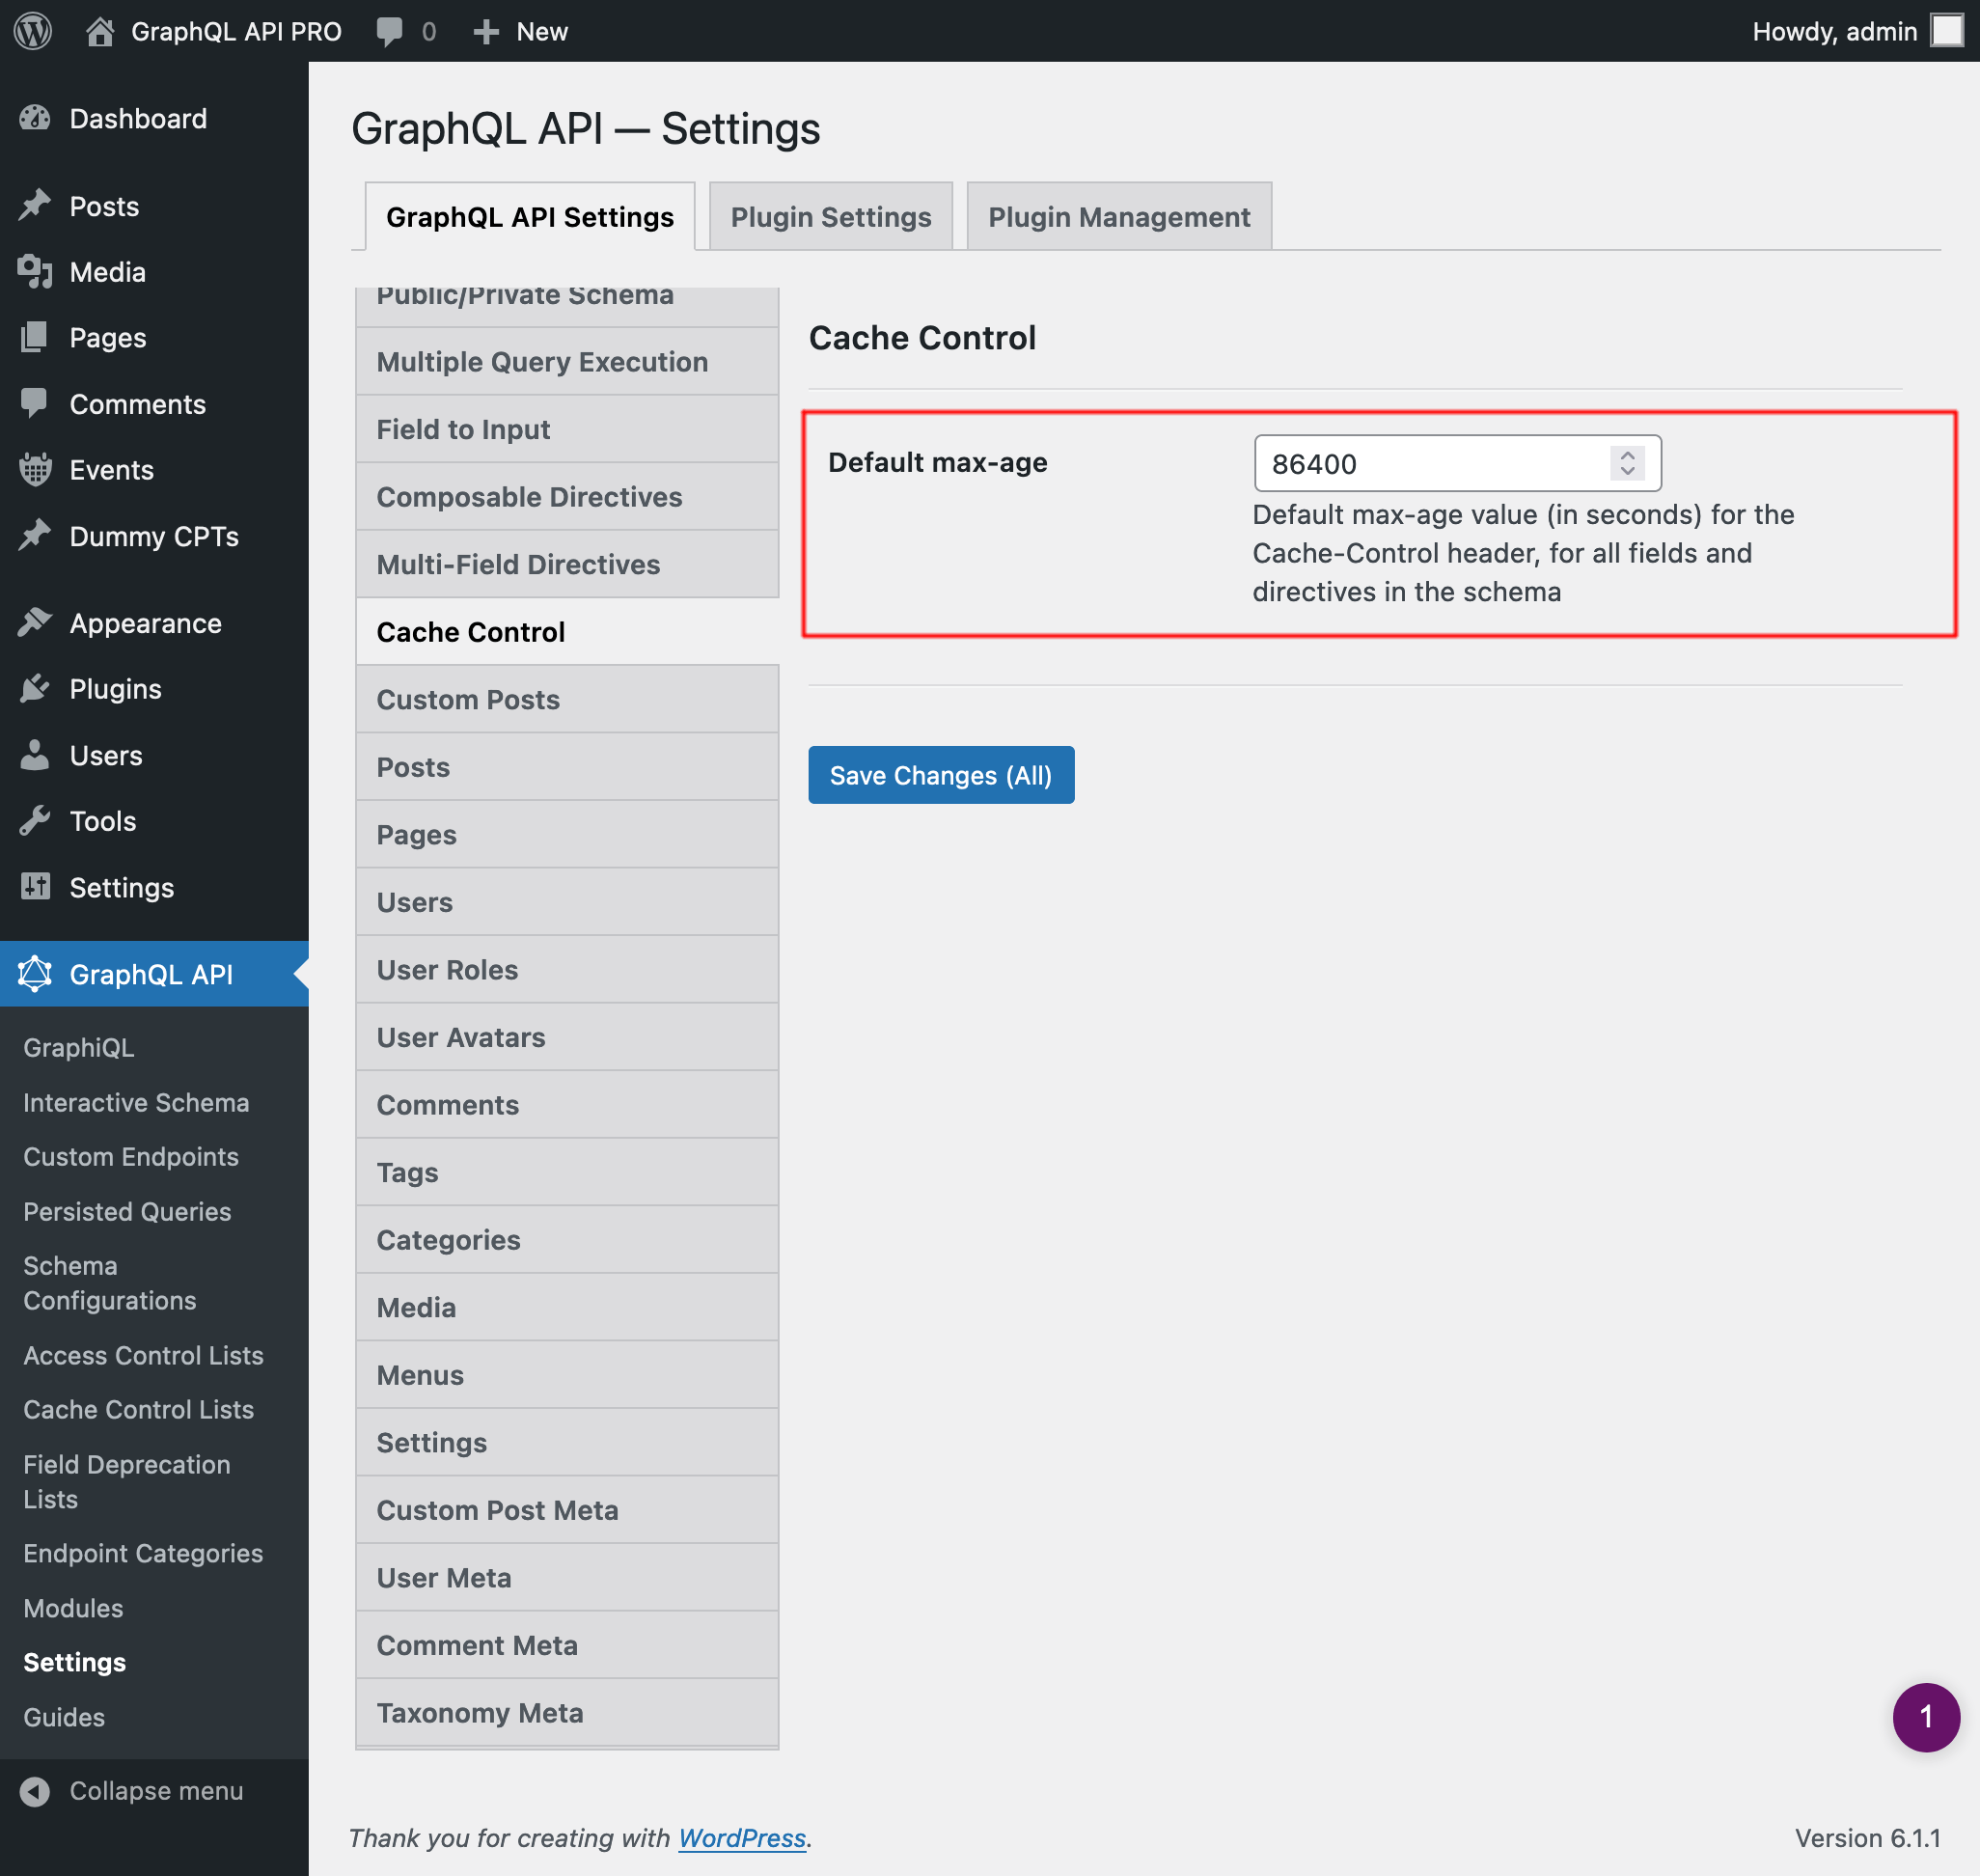 GraphQL API PRO
0
New
Howdy, admin
Dashboard
Posts
Media
Pages
Comments
Events
Dummy CPTs
Appearance
Plugins
Users
Tools
Settings
GraphQL API
GraphiQL
Interactive Schema
Custom Endpoints
Persisted Queries
Schema
Configurations
Access Control Lists
Cache Control Lists
Field Deprecation
Lists
Endpoint Categories
Modules
Settings
Guides
Collapse menu
GraphQL API — Settings
GraphQL API Settings
Plugin Settings
Plugin Management
Public/Private Schema
Multiple Query Execution
Field to Input
Composable Directives
Multi-Field Directives
Cache Control
Custom Posts
Posts
Pages
Users
User Roles
User Avatars
Comments
Tags
Categories
Media
Menus
Settings
Custom Post Meta
User Meta
Comment Meta
Taxonomy Meta
Cache Control
Default max-age
86400
Default max-age value (in seconds) for the
Cache-Control header, for all fields and
directives in the schema
Save Changes (All)
1
Thank you for creating with WordPress.
Version 6.1.1